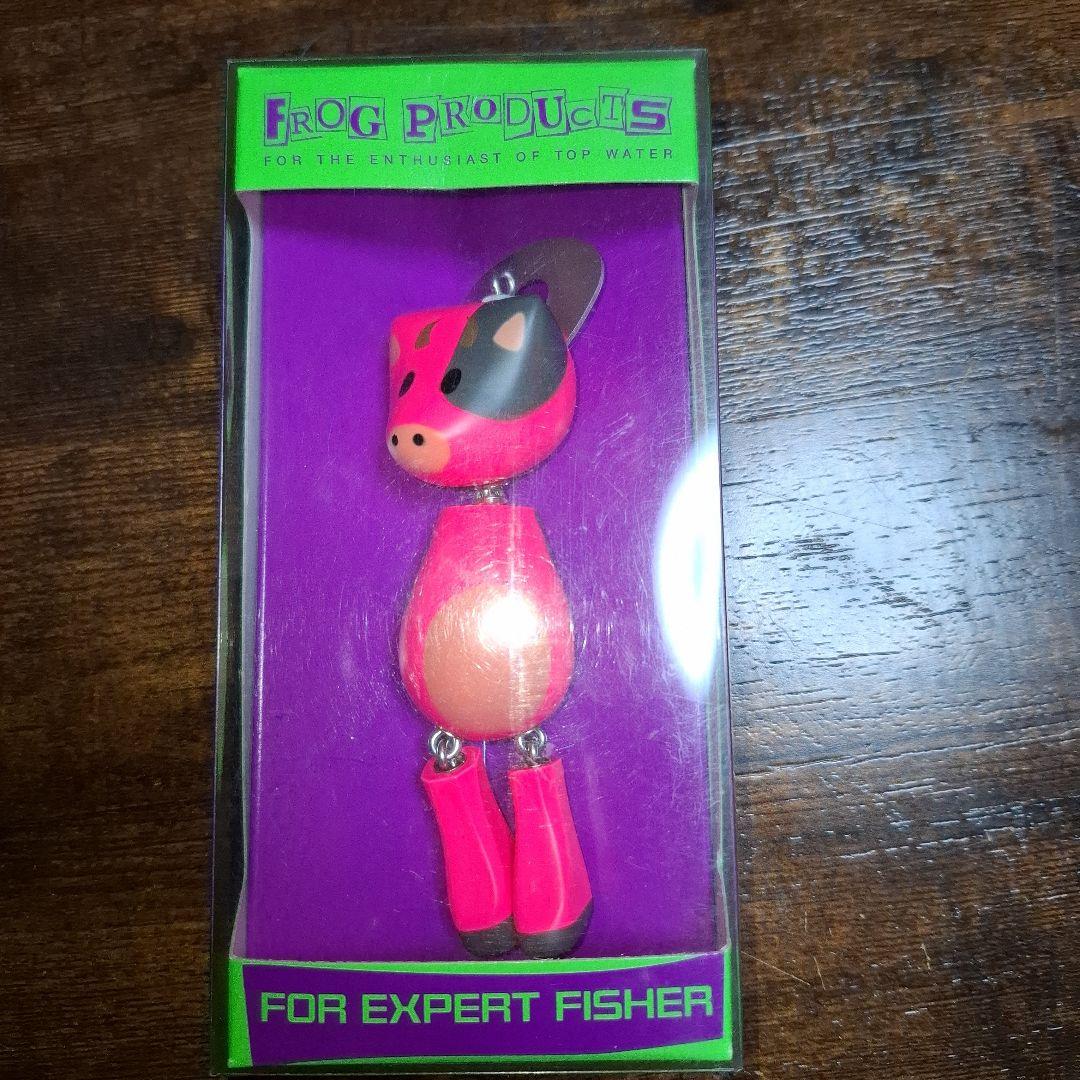 FROG PRODUCTS
FOR THE ENTHUSIAST OF TOP WATER
FOR EXPERT FISHER